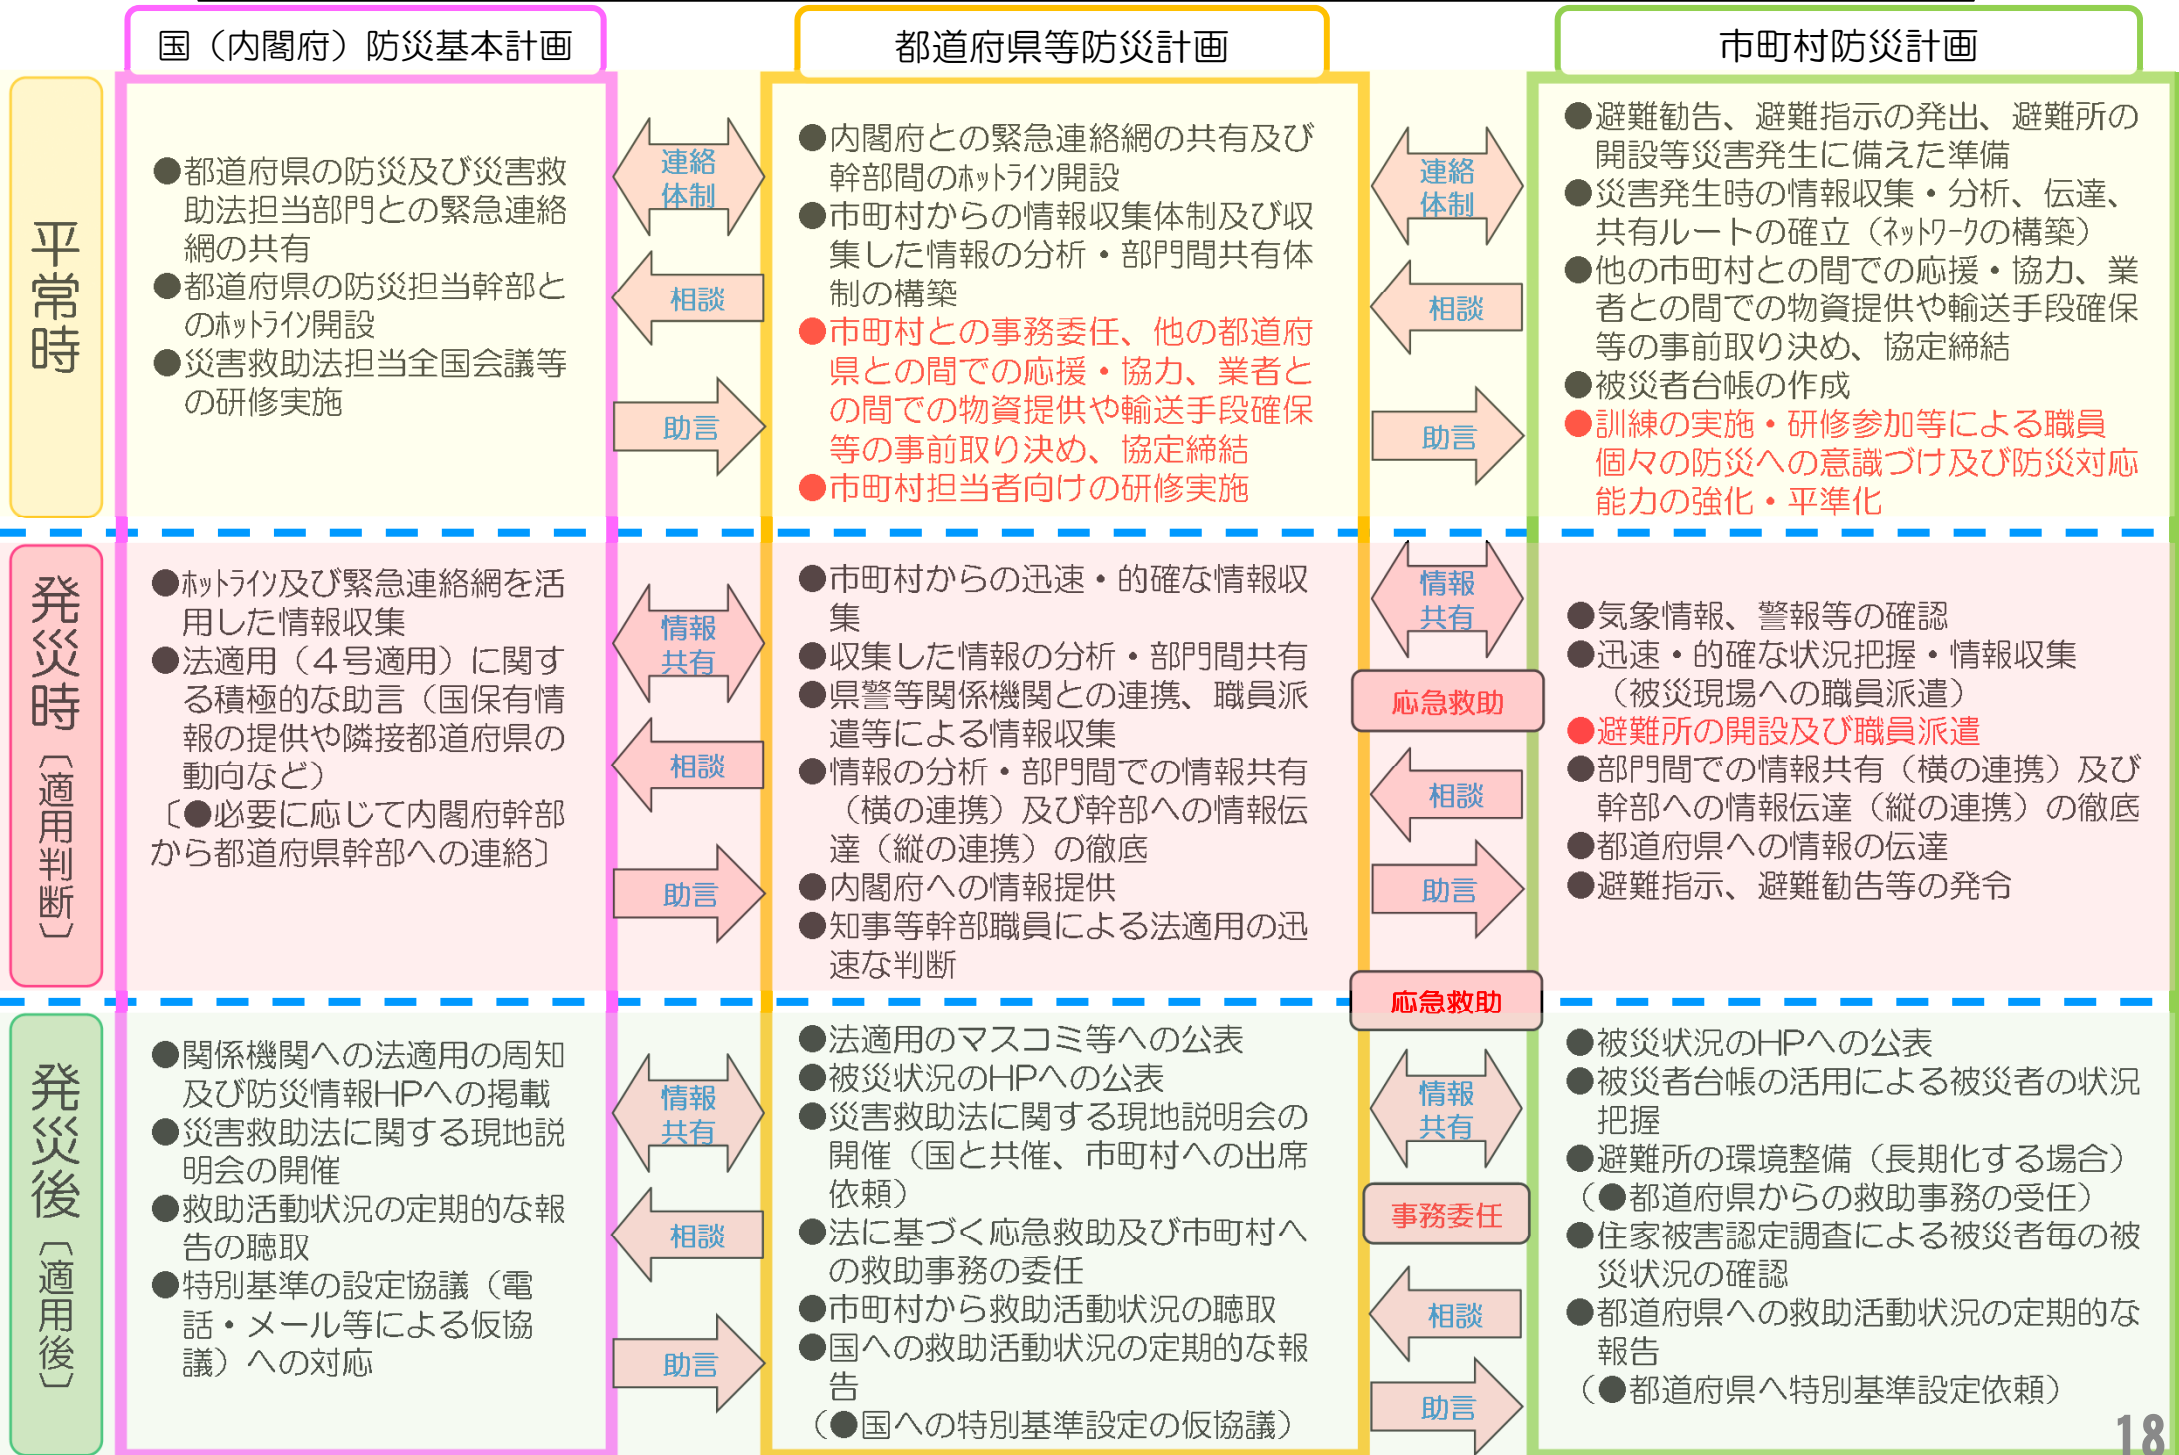 国（内閣府）防災基本計画
都道府県等防災計画
市町村防災計画
平常時
●都道府県の防災及び災害救
助法担当部門との緊急連絡
網の共有
●都道府県の防災担当幹部と
のﾎｯﾄﾗｲﾝ開設
●災害救助法担当全国会議等
の研修実施
連絡
体制
相談
助言
●内閣府との緊急連絡網の共有及び
幹部間のﾎｯﾄﾗｲﾝ開設
●市町村からの情報収集体制及び収
集した情報の分析・部門間共有体
制の構築
●市町村との事務委任、他の都道府
県との間での応援・協力、業者と
の間での物資提供や輸送手段確保
等の事前取り決め、協定締結
●市町村担当者向けの研修実施
連絡
体制
相談
助言
●避難勧告、避難指示の発出、避難所の
開設等災害発生に備えた準備
●災害発生時の情報収集・分析、伝達、
共有ルートの確立（ﾈｯﾄﾜｰｸの構築）
●他の市町村との間での応援・協力、業
者との間での物資提供や輸送手段確保
等の事前取り決め、協定締結
●被災者台帳の作成
●訓練の実施・研修参加等による職員
個々の防災への意識づけ及び防災対応
能力の強化・平準化
発災時〔適用判断〕
●ﾎｯﾄﾗｲﾝ及び緊急連絡網を活
用した情報収集
●法適用（４号適用）に関す
る積極的な助言（国保有情
報の提供や隣接都道府県の
動向など）
〔●必要に応じて内閣府幹部
から都道府県幹部への連絡〕
情報
共有
相談
助言
●市町村からの迅速・的確な情報収
集
●収集した情報の分析・部門間共有
●県警等関係機関との連携、職員派
遣等による情報収集
●情報の分析・部門間での情報共有
（横の連携）及び幹部への情報伝
達（縦の連携）の徹底
●内閣府への情報提供
●知事等幹部職員による法適用の迅
速な判断
情報
共有
応急救助
相談
助言
応急救助
●気象情報、警報等の確認
●迅速・的確な状況把握・情報収集
（被災現場への職員派遣）
●避難所の開設及び職員派遣
●部門間での情報共有（横の連携）及び
幹部への情報伝達（縦の連携）の徹底
●都道府県への情報の伝達
●避難指示、避難勧告等の発令
発災後〔適用後〕
●関係機関への法適用の周知
及び防災情報HPへの掲載
●災害救助法に関する現地説
明会の開催
●救助活動状況の定期的な報
告の聴取
●特別基準の設定協議（電
話・メール等による仮協
議）への対応
情報
共有
相談
助言
●法適用のマスコミ等への公表
●被災状況のHPへの公表
●災害救助法に関する現地説明会の
開催（国と共催、市町村への出席
依頼）
●法に基づく応急救助及び市町村へ
の救助事務の委任
●市町村から救助活動状況の聴取
●国への救助活動状況の定期的な報
告
（●国への特別基準設定の仮協議）
情報
共有
事務委任
相談
助言
●被災状況のHPへの公表
●被災者台帳の活用による被災者の状況
把握
●避難所の環境整備（長期化する場合）
（●都道府県からの救助事務の受任）
●住家被害認定調査による被災者毎の被
災状況の確認
●都道府県への救助活動状況の定期的な
報告
（●都道府県へ特別基準設定依頼）
18